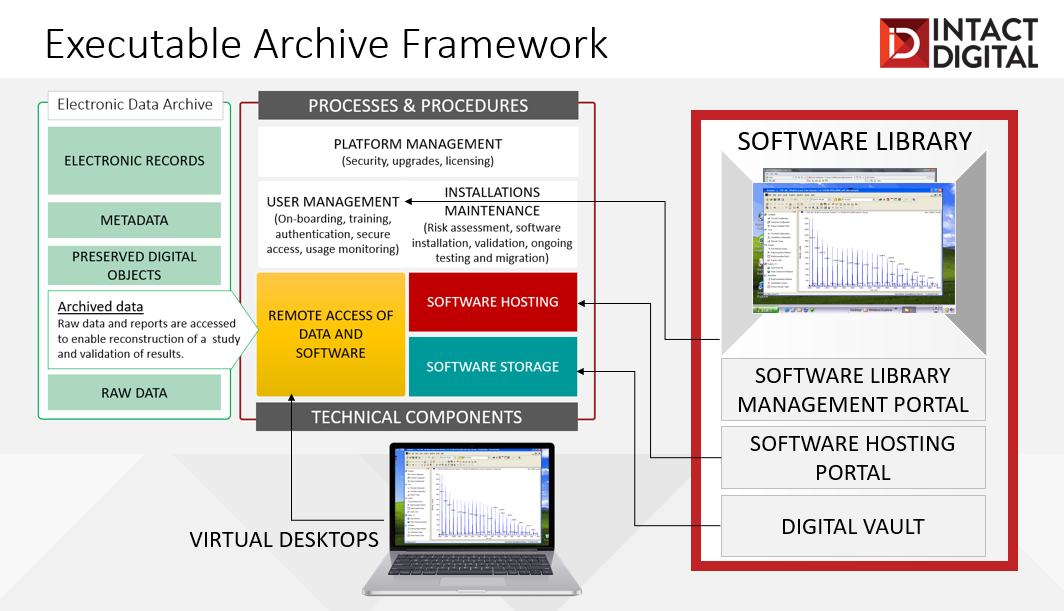 Executable Archive Framework
INTACT
DIGITAL
Electronic Data Archive
ELECTRONIC RECORDS
METADATA
PRESERVED DIGITAL
OBJECTS
Archived data
Raw data and reports are accessed
to enable reconstruction of a study
and validation of results.
RAW DATA
PROCESSES & PROCEDURES
PLATFORM MANAGEMENT
(Security, upgrades, licensing)
USER MANAGEMENT
(On-boarding, training,
authentication, secure
access, usage monitoring)
INSTALLATIONS
MAINTENANCE
(Risk assessment, software
installation, validation, ongoing
testing and migration)
REMOTE ACCESS OF
DATA AND
SOFTWARE
SOFTWARE HOSTING
SOFTWARE STORAGE
TECHNICAL COMPONENTS
VIRTUAL DESKTOPS
SOFTWARE LIBRARY
SOFTWARE LIBRARY
MANAGEMENT PORTAL
SOFTWARE HOSTING
PORTAL
DIGITAL VAULT